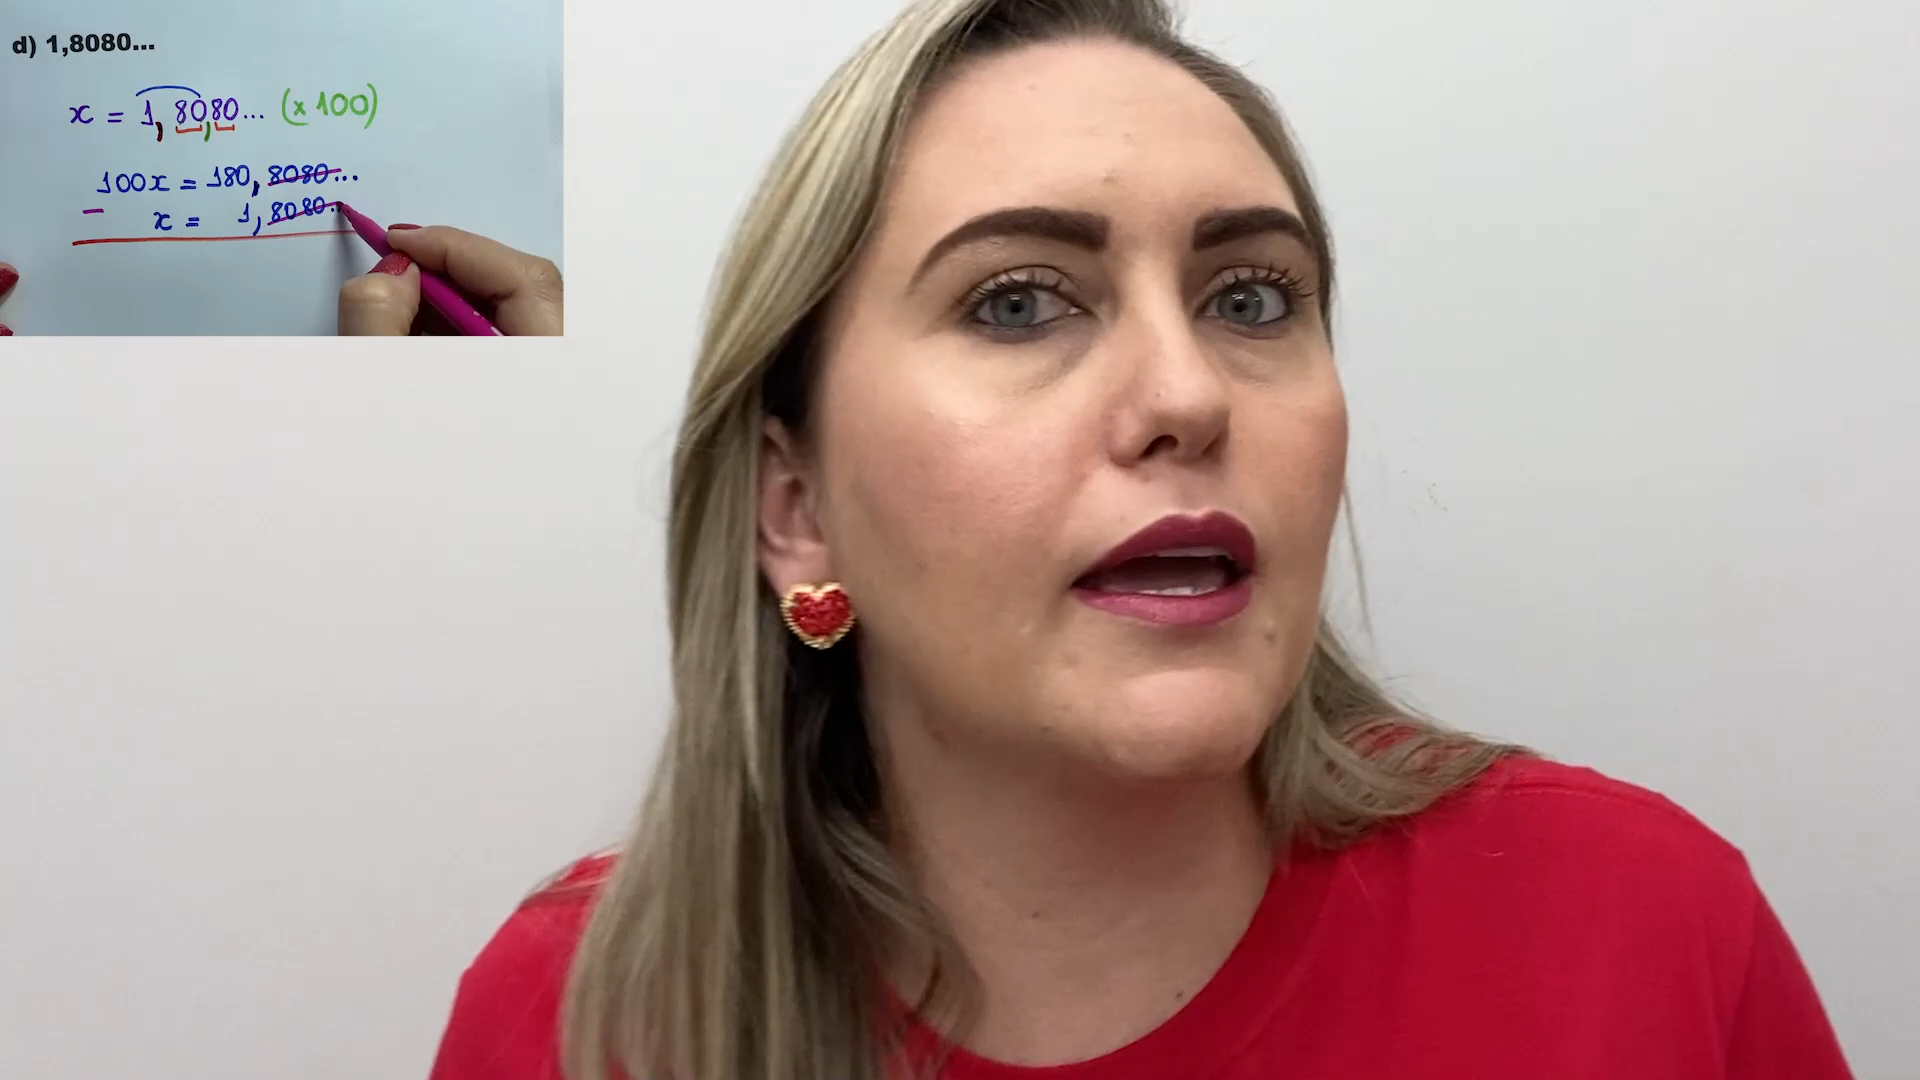 d) 1,8080...
x = 1,8080... (x 100)
100x = 180,8080...
- x = 1,8080...